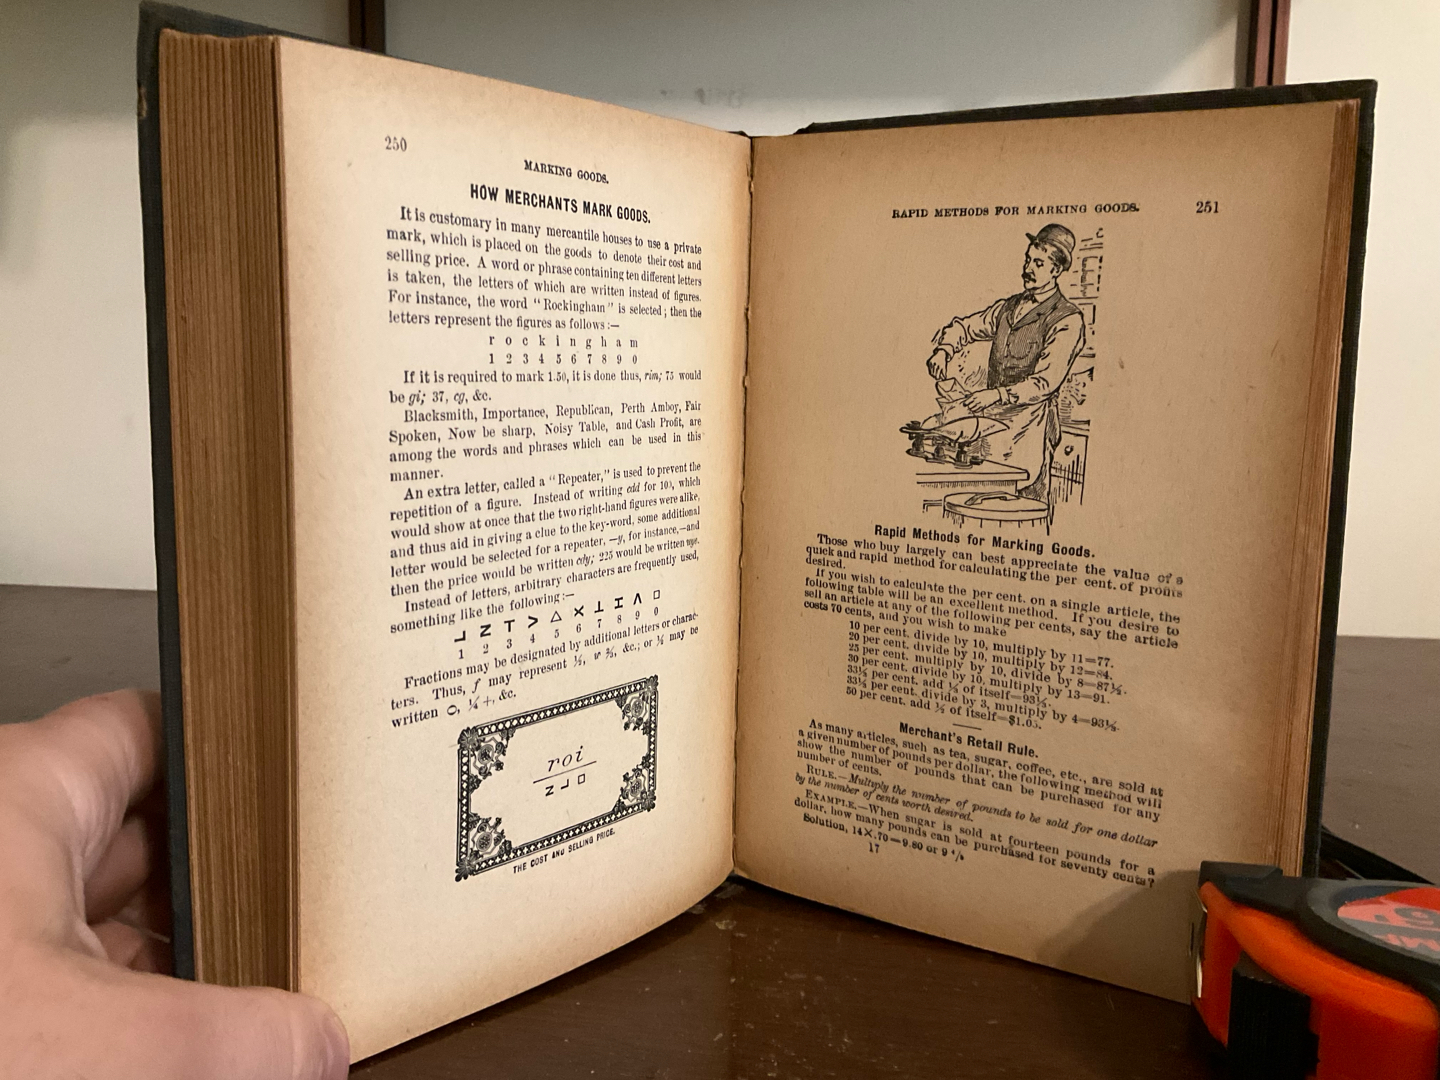 250
MARKING GOODS.
HOW MERCHANTS MARK GOODS.
It is customary in many mercantile houses to use a private
mark, which is placed on the goods to denote their cost and
selling price. A word or phrase containing ten different letters
is taken, the letters of which are written instead of figures.
For instance, the word "Rockingham" is selected; then the
letters represent the figures as follows:—
r o c k i n g h a m
1 2 3 4 5 6 7 8 9 0
If it is required to mark 1.50, it is done thus, rim; 75 would
be gi; 37, cg, &c.
Blacksmith, Importance, Republican, Perth Amboy, Fair
Spoken, Now be sharp, Noisy Table, and Cash Profit, are
among the words and phrases which can be used in this
manner.
An extra letter, called a "Repeater," is used to prevent the
repetition of a figure. Instead of writing for 100, which
would show at once that the two right-hand figures were alike,
and thus aid in giving a clue to the key-word, some additional
letter would be selected for a repeater, —y, for instance,—and
then the price would be written 225 would be written
Instead of letters, arbitrary characters are frequently used,
something like the following:—
1 2 3 4 5 6 7 8 9 0
Fractions may be designated by additional letters or charac-
ters. Thus, f may represent &c.; or ¼ may be
written &c.
roi
THE COST AND SELLING PRICE.
RAPID METHODS FOR MARKING GOODS. 251
Rapid Methods for Marking Goods.
Those who buy largely can best appreciate the value of a
quick and rapid method for calculating the per cent. of profits
desired.
If you wish to calculate the per cent. on a single article, the
following table will be an excellent method. If you desire to
sell an article at any of the following per cents, say the article
costs 70 cents, and you wish to make
10 per cent. divide by 10, multiply by 11=77.
20 per cent. divide by 10, multiply by 12=84.
25 per cent. multiply by 10, divide by 8=87½.
30 per cent. divide by 10, multiply by 13=91.
33⅓ per cent. add ⅓ of itself=93⅓.
33⅓ per cent. divide by 3, multiply by 4=93⅓.
50 per cent. add ½ of itself=$1.05.
Merchant's Retail Rule.
As many articles, such as tea, sugar, coffee, etc., are sold at
a given number of pounds per dollar, the following method will
show the number of pounds that can be purchased for any
number of cents.
RULE.—Multiply the number of pounds to be sold for one dollar
by the number of cents worth desired.
EXAMPLE.—When sugar is sold at fourteen pounds for a
dollar, how many pounds can be purchased for seventy cents?
Solution, 14×.70=9.80 or 9
17